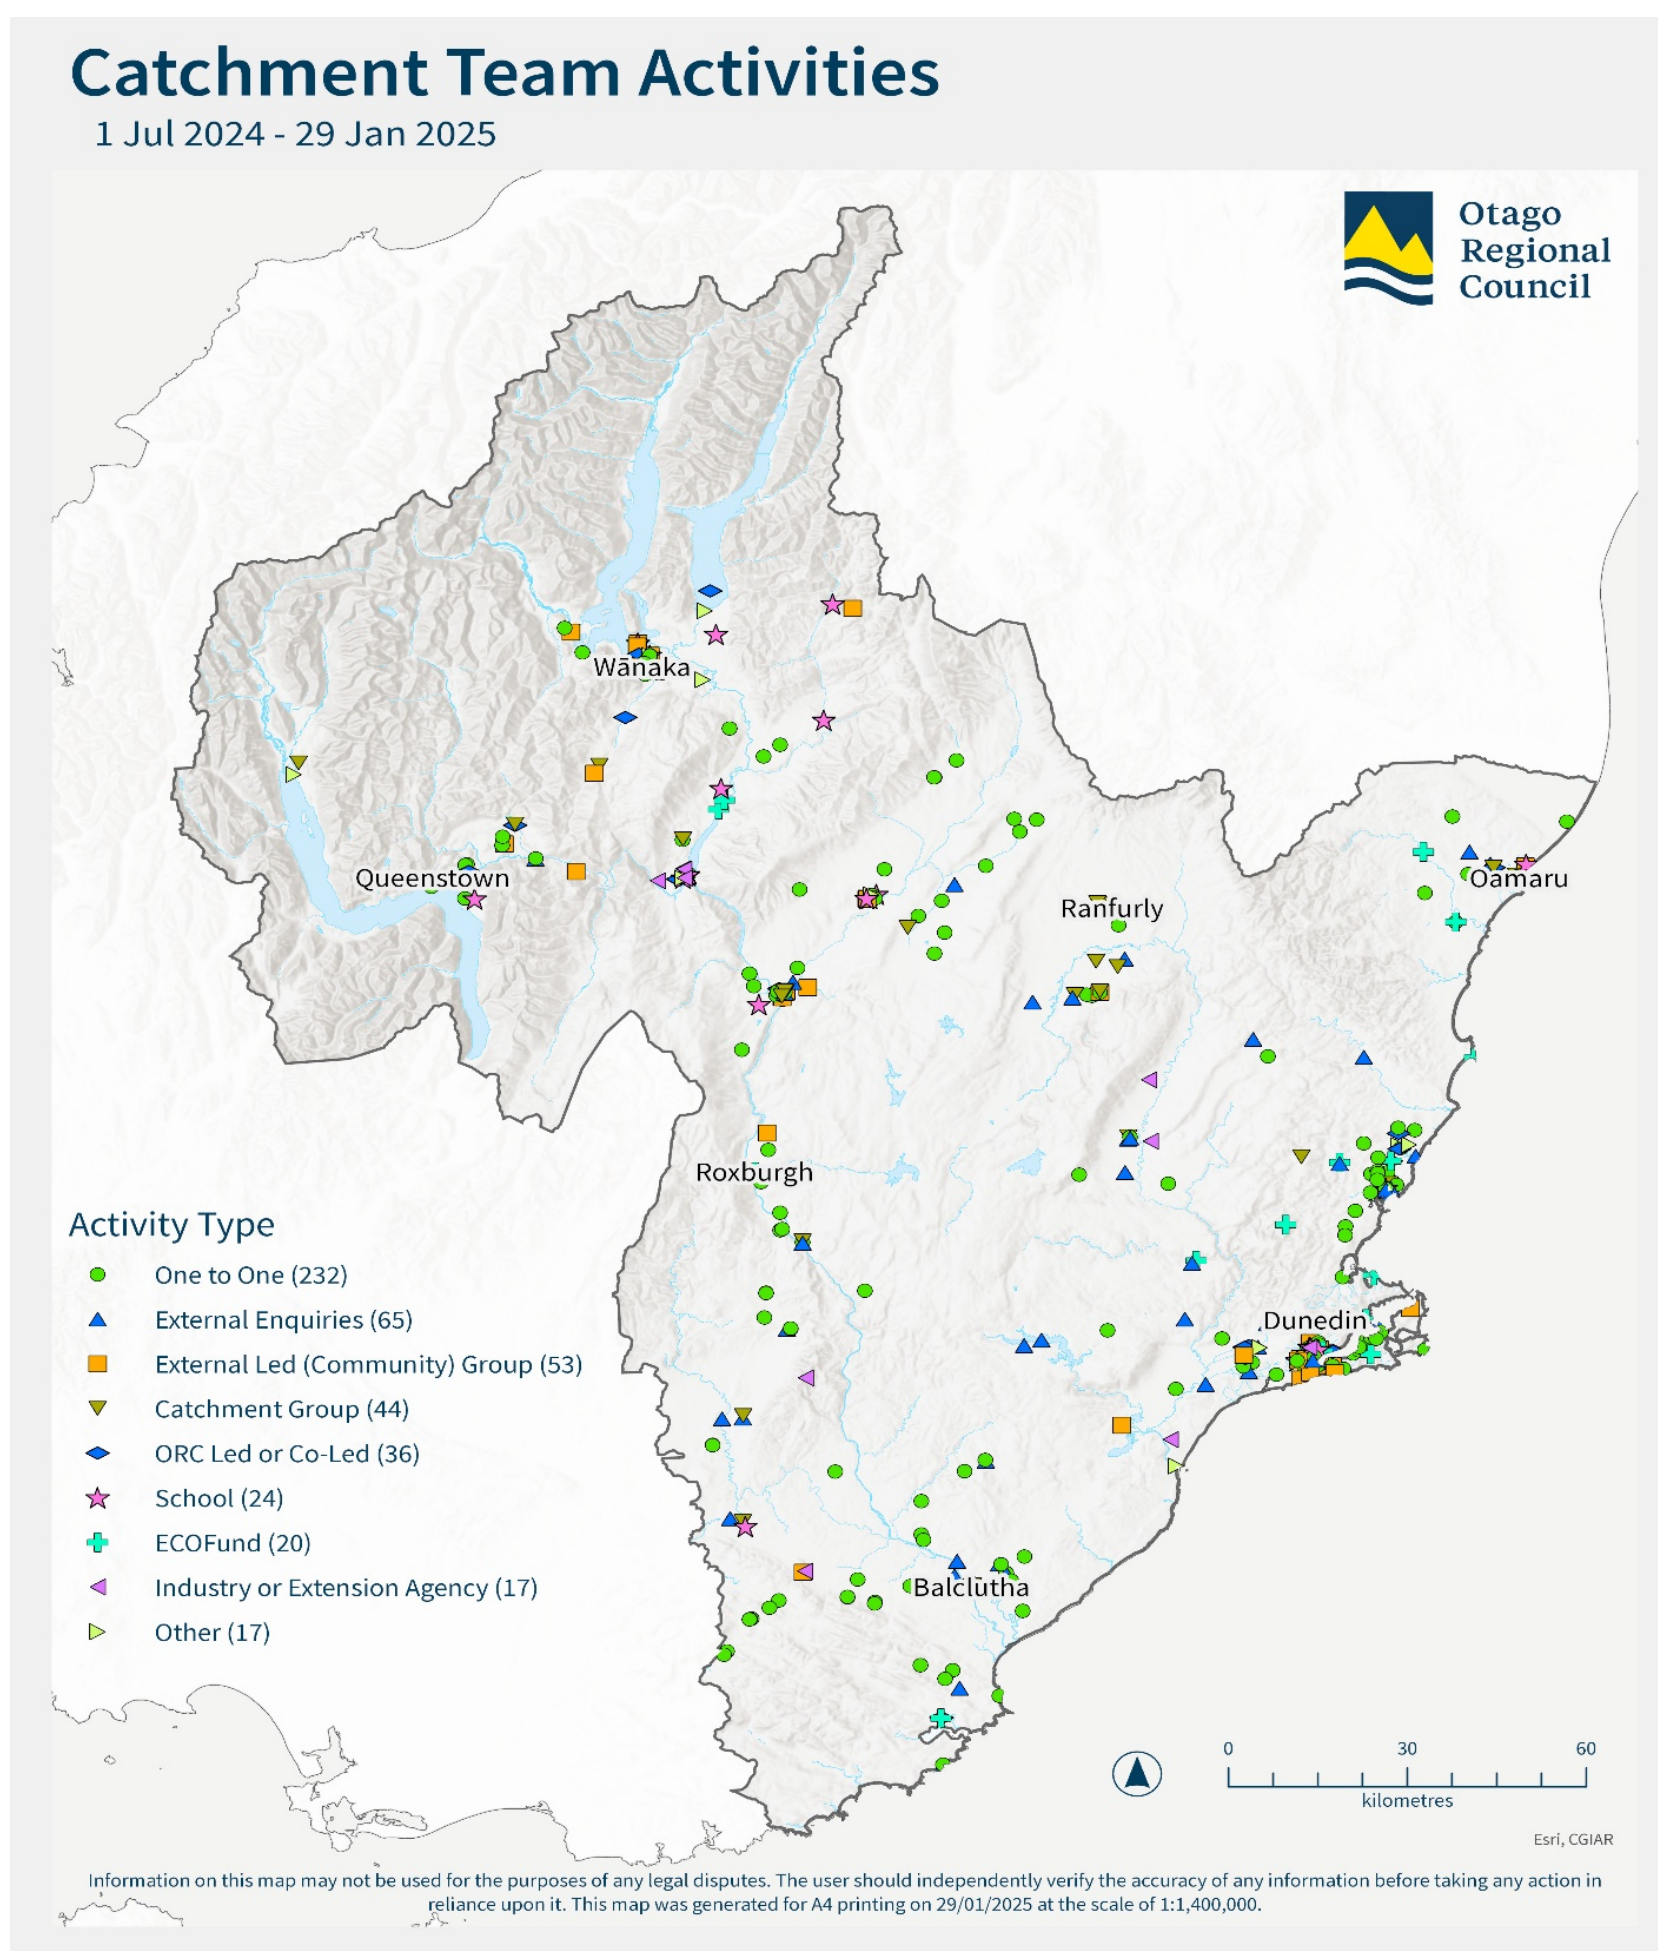 Catchment Team Activities
1 Jul 2024 - 29 Jan 2025
Otago
Regional
Council
Wānaka
Queenstown
Oamaru
Ranfurly
Roxburgh
Dunedin
Balclutha
Activity Type
One to One (232)
External Enquiries (65)
External Led (Community) Group (53)
Catchment Group (44)
ORC Led or Co-Led (36)
School (24)
ECOFund (20)
Industry or Extension Agency (17)
Other (17)
0 30 60
kilometres
Esri, CGIAR
Information on this map may not be used for the purposes of any legal disputes. The user should independently verify the accuracy of any information before taking any action in
reliance upon it. This map was generated for A4 printing on 29/01/2025 at the scale of 1:1,400,000.